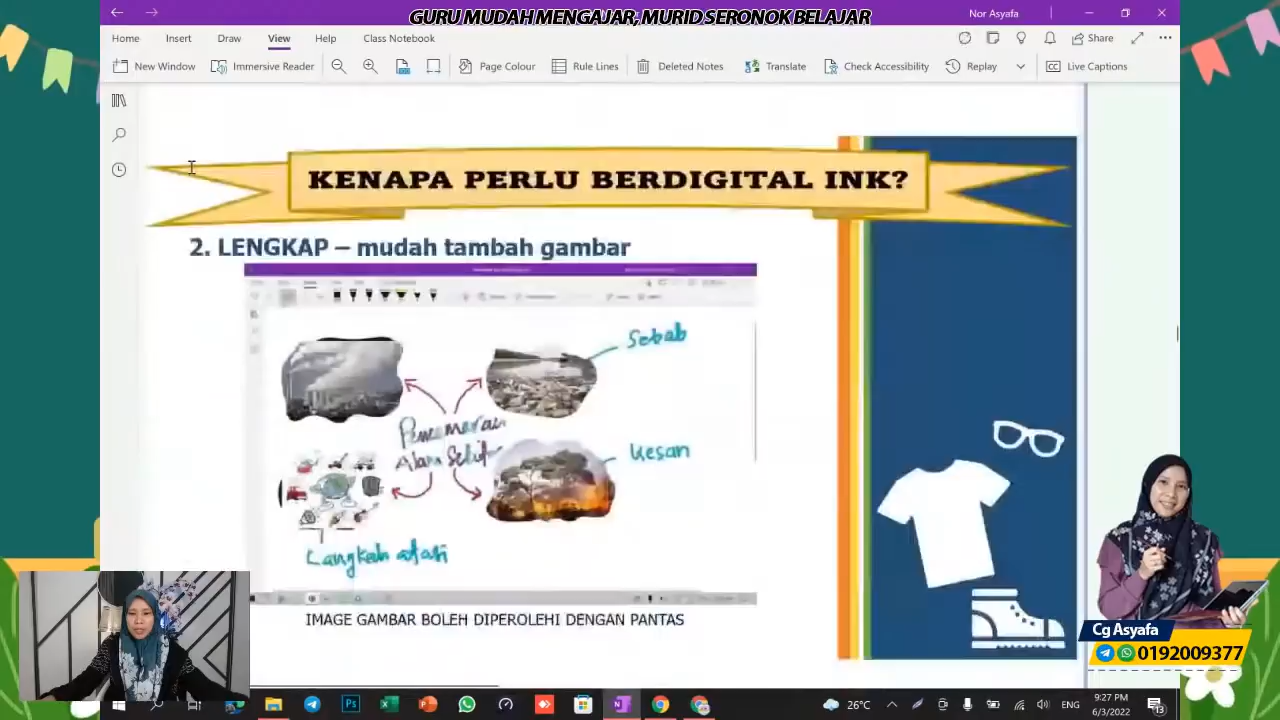 GURU MUDAH MENGAJAR, MURID SERONOK BELAJAR
Nor Asyafa
Home Insert Draw View Help Class Notebook
Share
New Window Immersive Reader Page Colour Rule Lines Deleted Notes Translate Check Accessibility Replay Live Captions
KENAPA PERLU BERDIGITAL INK?
2. LENGKAP – mudah tambah gambar
Sebab
Pencemaran
Alam Sekitar
Kesan
Langkah atasi
IMAGE GAMBAR BOLEH DIPEROLEHI DENGAN PANTAS
Cg Asyafa
0192009377
26°C
ENG
9:27 PM
6/3/2022
13